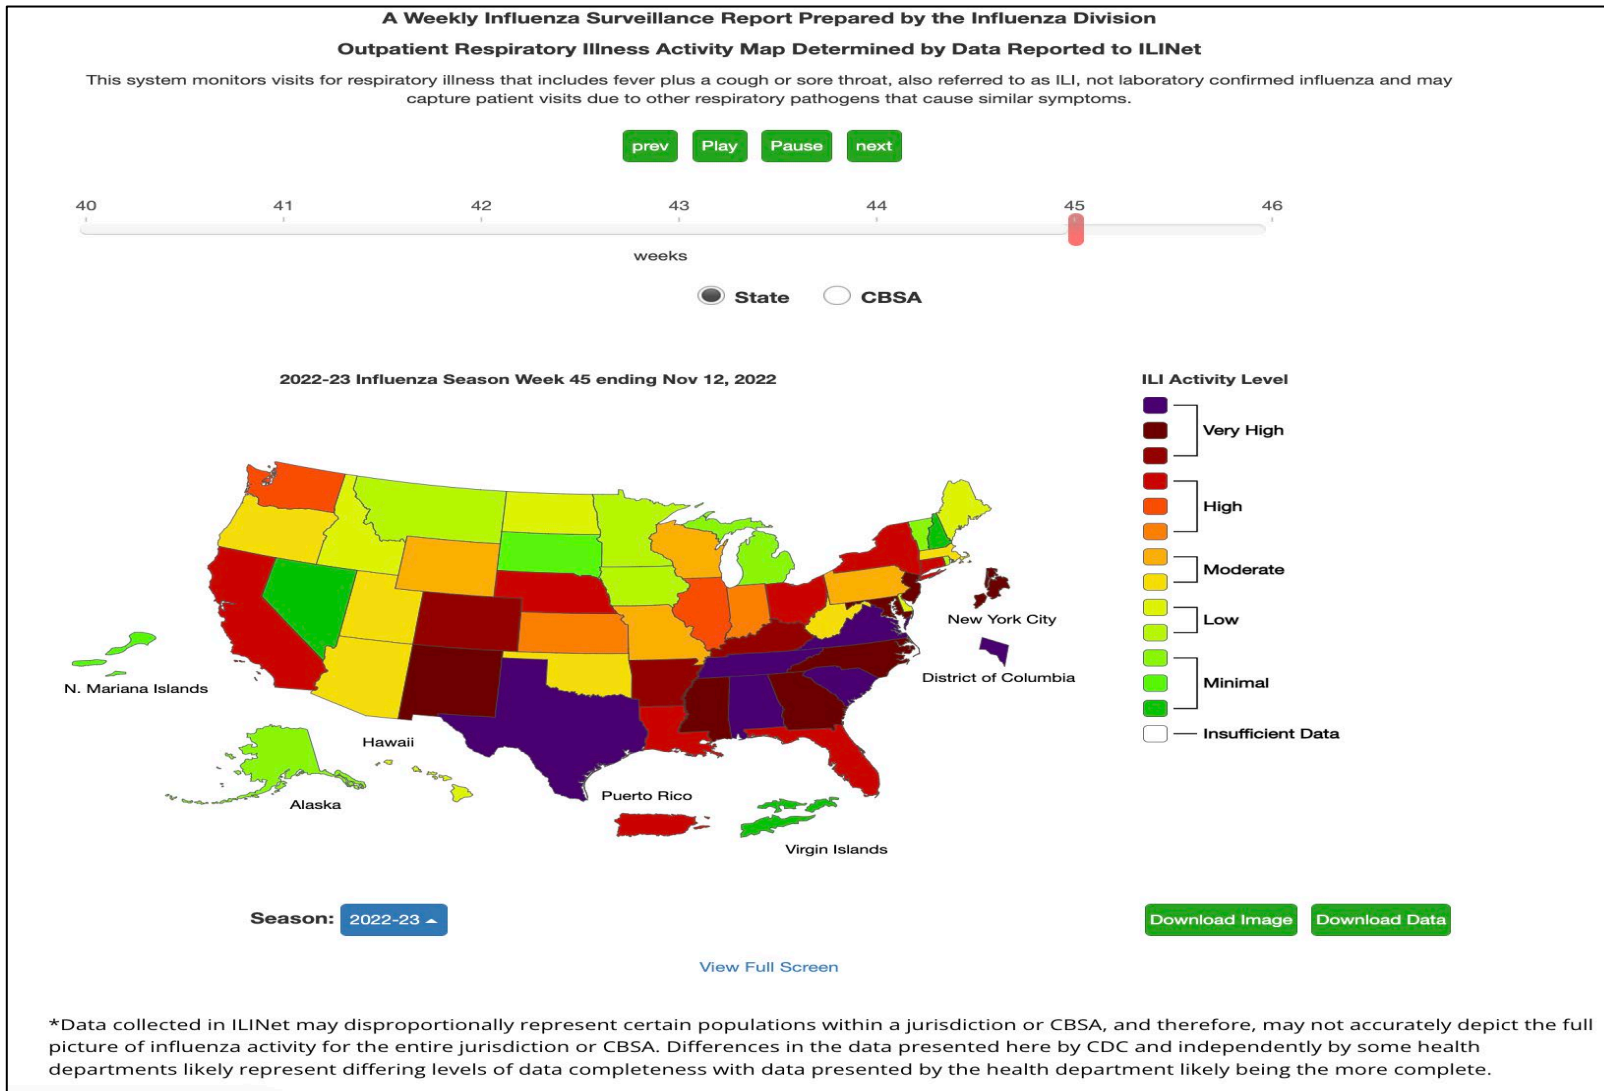 A Weekly Influenza Surveillance Report Prepared by the Influenza Division
Outpatient Respiratory Illness Activity Map Determined by Data Reported to ILINet
This system monitors visits for respiratory illness that includes fever plus a cough or sore throat, also referred to as ILI, not laboratory confirmed influenza and may
capture patient visits due to other respiratory pathogens that cause similar symptoms.
prev Play Pause next
40 41 42 43 44 45 46
weeks
State CBSA
2022-23 Influenza Season Week 45 ending Nov 12, 2022
ILI Activity Level
Very High
High
Moderate
Low
Minimal
Insufficient Data
New York City
District of Columbia
N. Mariana Islands
Hawaii
Alaska
Puerto Rico
Virgin Islands
Season: 2022-23
Download Image Download Data
View Full Screen
*Data collected in ILINet may disproportionally represent certain populations within a jurisdiction or CBSA, and therefore, may not accurately depict the full
picture of influenza activity for the entire jurisdiction or CBSA. Differences in the data presented here by CDC and independently by some health
departments likely represent differing levels of data completeness with data presented by the health department likely being the more complete.